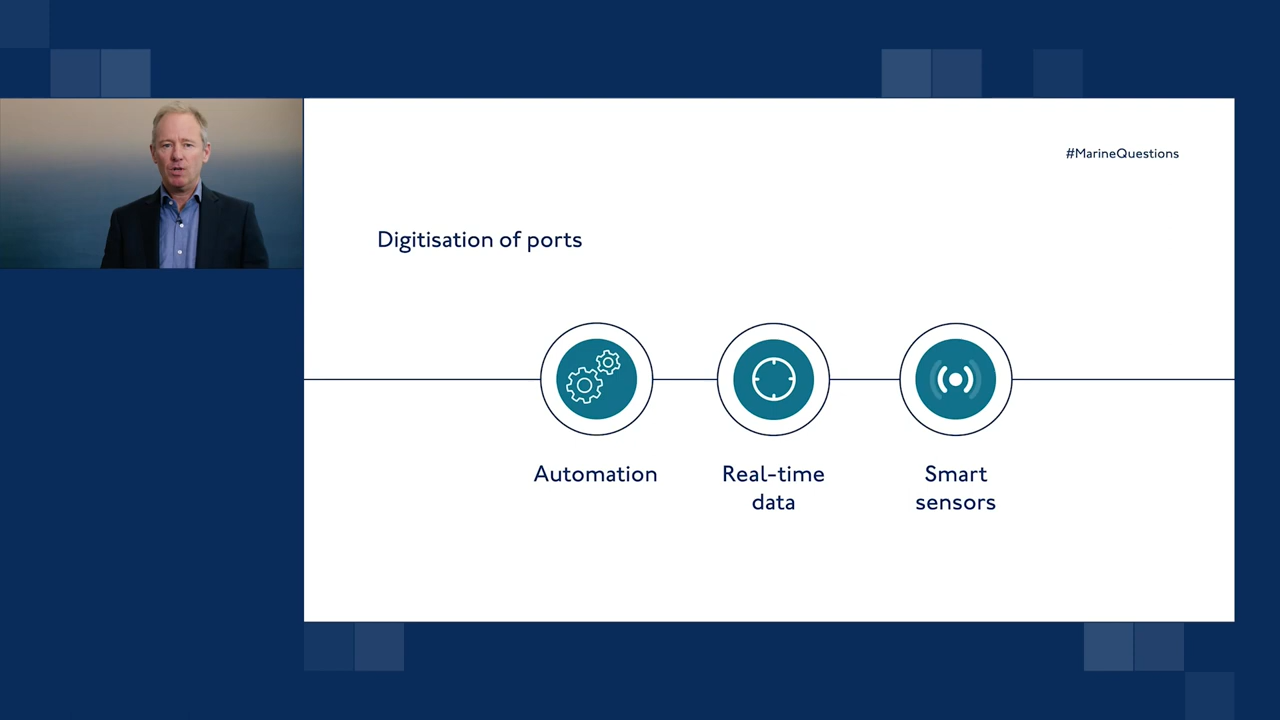 #MarineQuestions
Digitisation of ports
Automation
Real-time
data
Smart
sensors